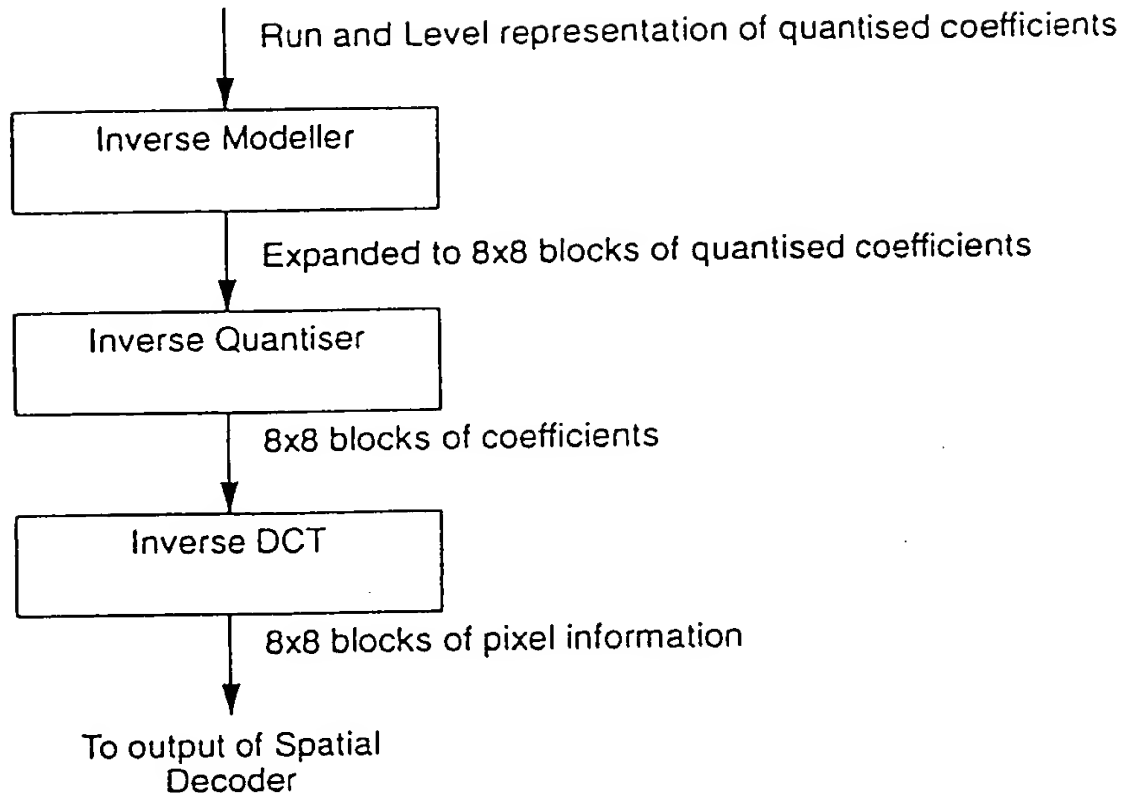 Run and Level representation of quantised coefficients
Inverse Modeller
Expanded to 8x8 blocks of quantised coefficients
Inverse Quantiser
8x8 blocks of coefficients
Inverse DCT
8x8 blocks of pixel information
To output of Spatial
Decoder